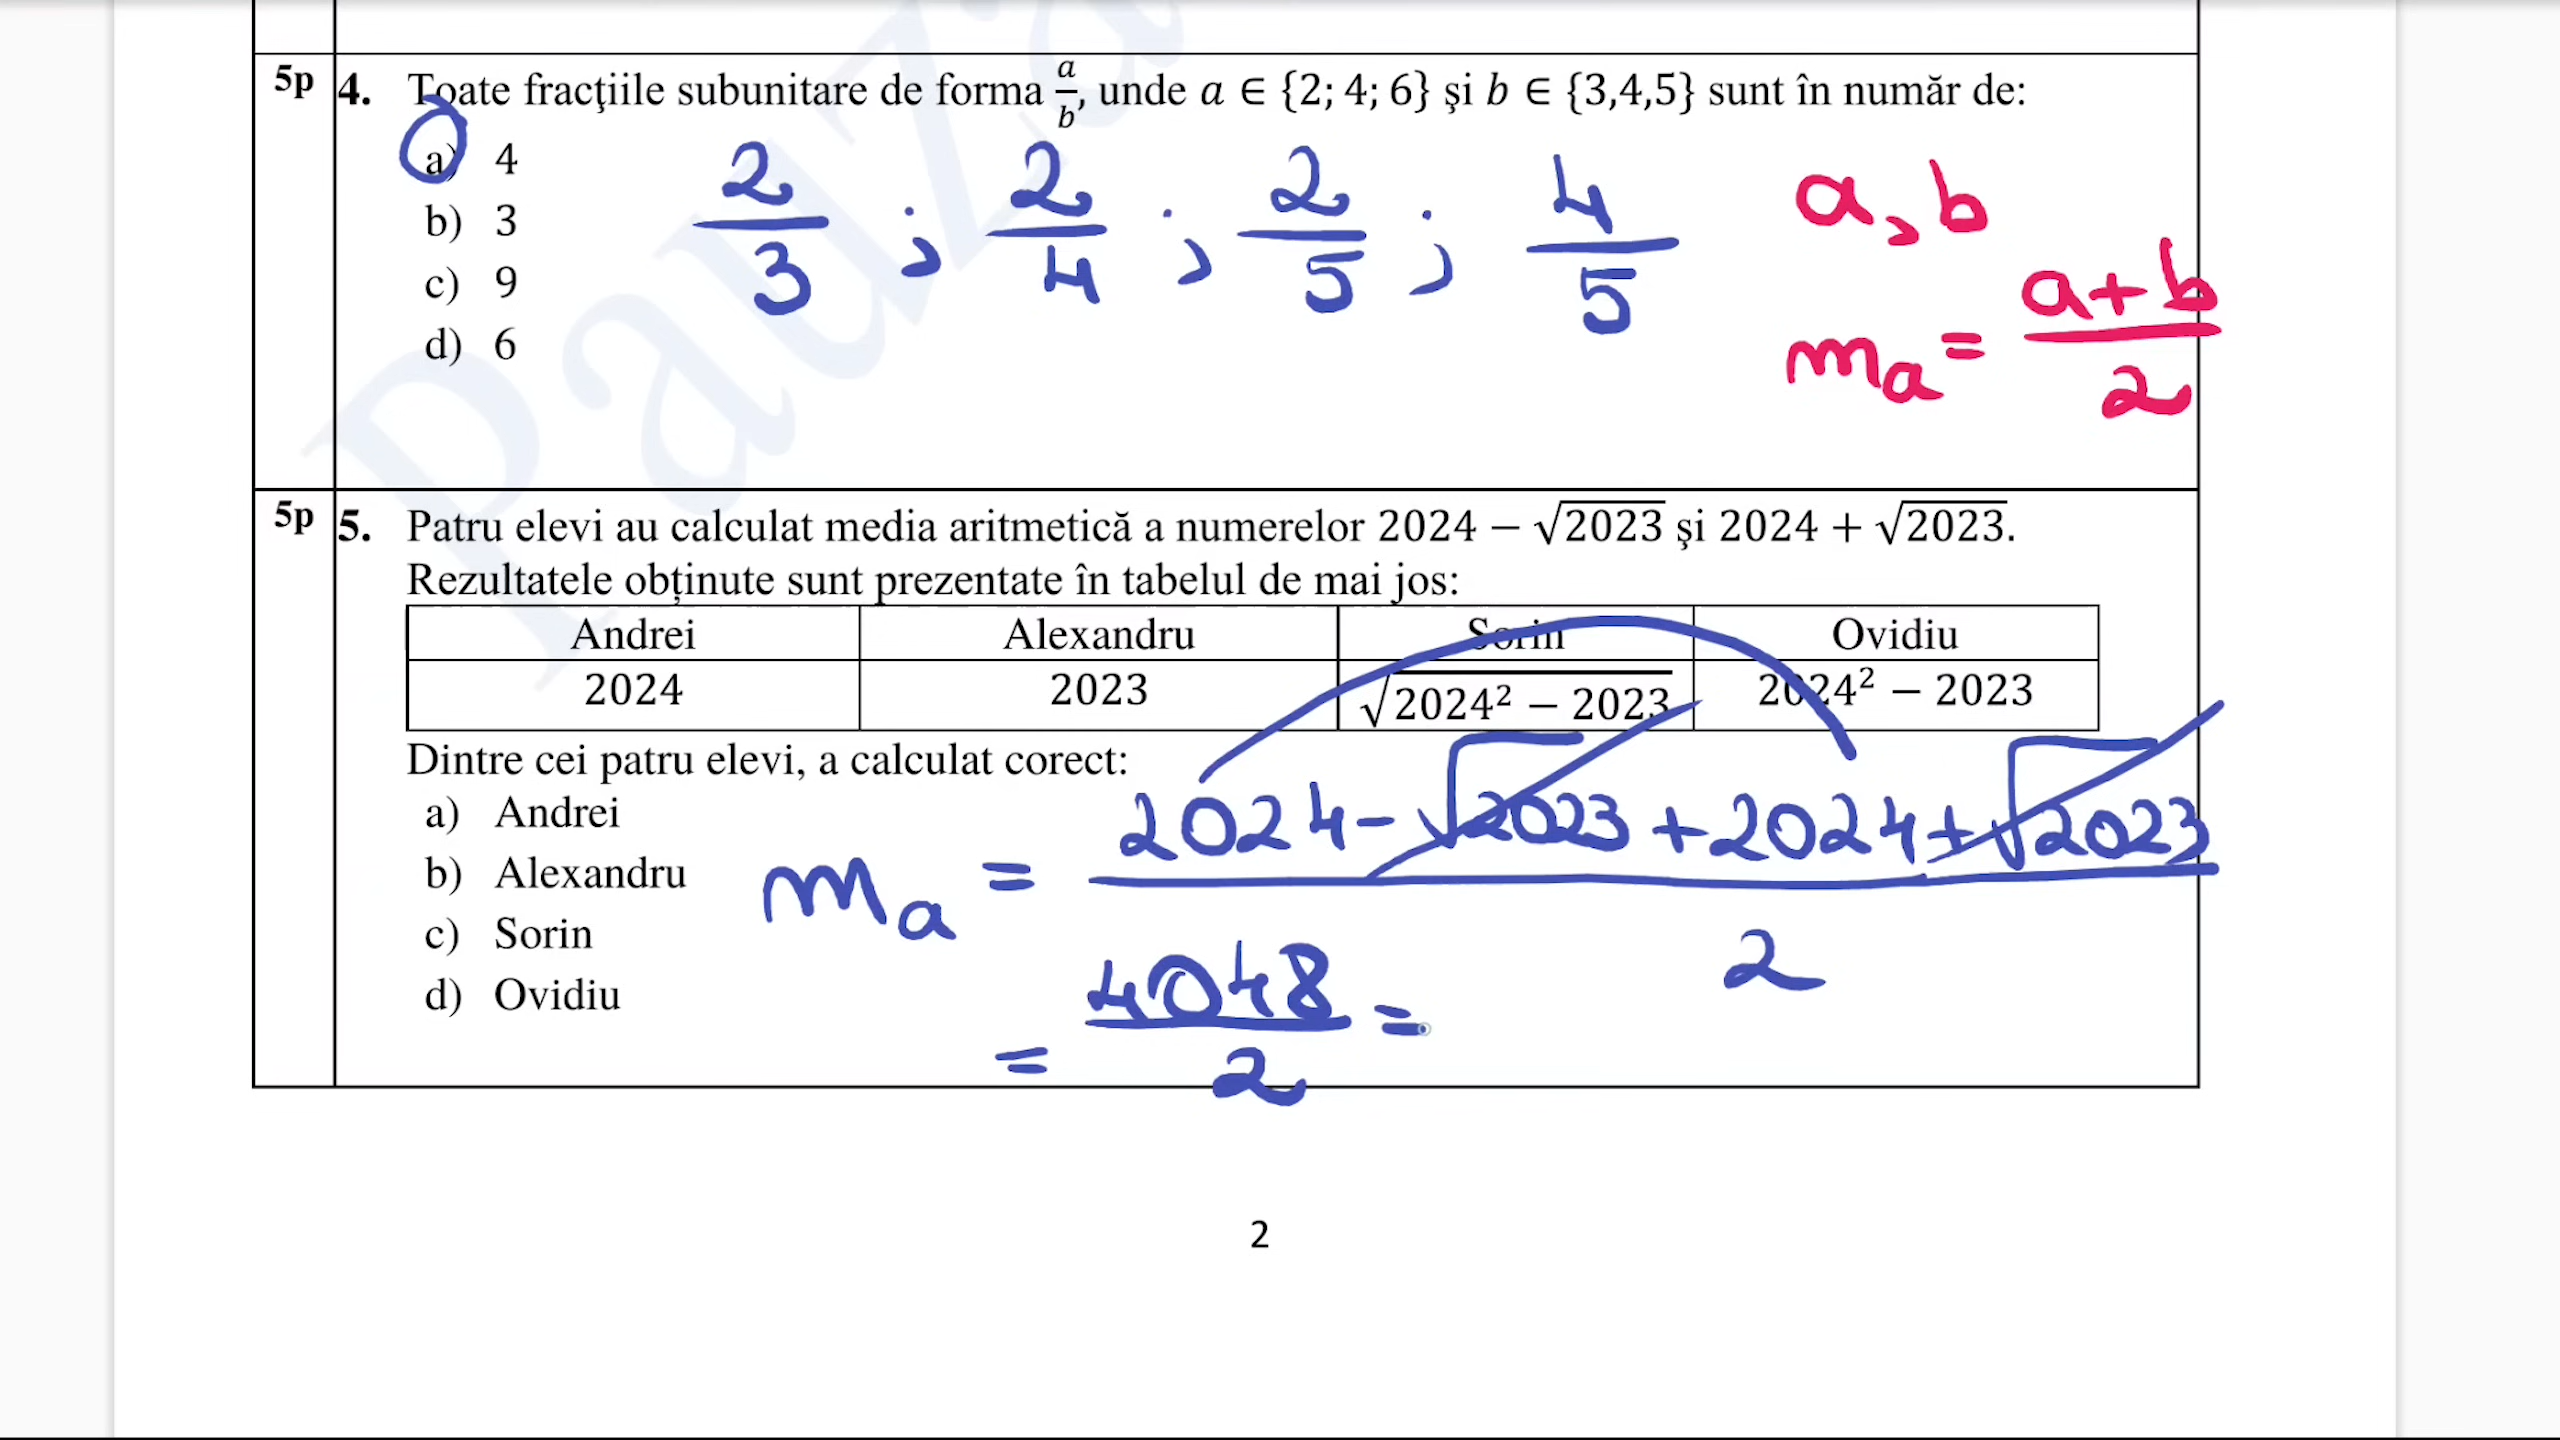 Pauza
5p 4. Toate fracţiile subunitare de forma a/b, unde a ∈ {2; 4; 6} şi b ∈ {3,4,5} sunt în număr de:
a) 4
b) 3
c) 9
d) 6
2/3 ; 2/4 ; 2/5 ; 4/5
a, b
m_a = (a+b)/2
5p 5. Patru elevi au calculat media aritmetică a numerelor 2024 − √2023 şi 2024 + √2023.
Rezultatele obținute sunt prezentate în tabelul de mai jos:
Andrei Alexandru Sorin Ovidiu
2024 2023 √(2024² − 2023) 2024² − 2023
Dintre cei patru elevi, a calculat corect:
a) Andrei
b) Alexandru
c) Sorin
d) Ovidiu
m_a = (2024 − √2023 + 2024 + √2023)/2
= 4048/2 =
2